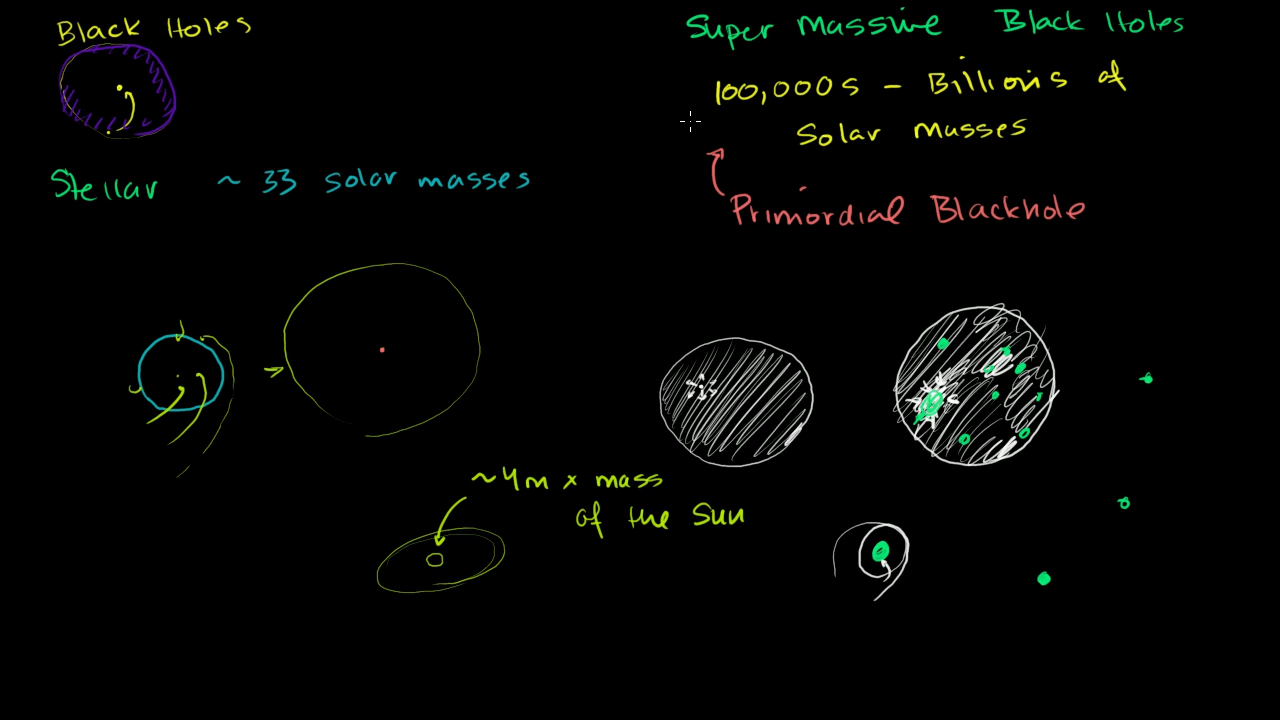 Black Holes
Super Massive Black Holes
100,000s - Billions of
Solar Masses
Stellar ~ 33 solar masses
Primordial Blackhole
~4m x mass
of the Sun